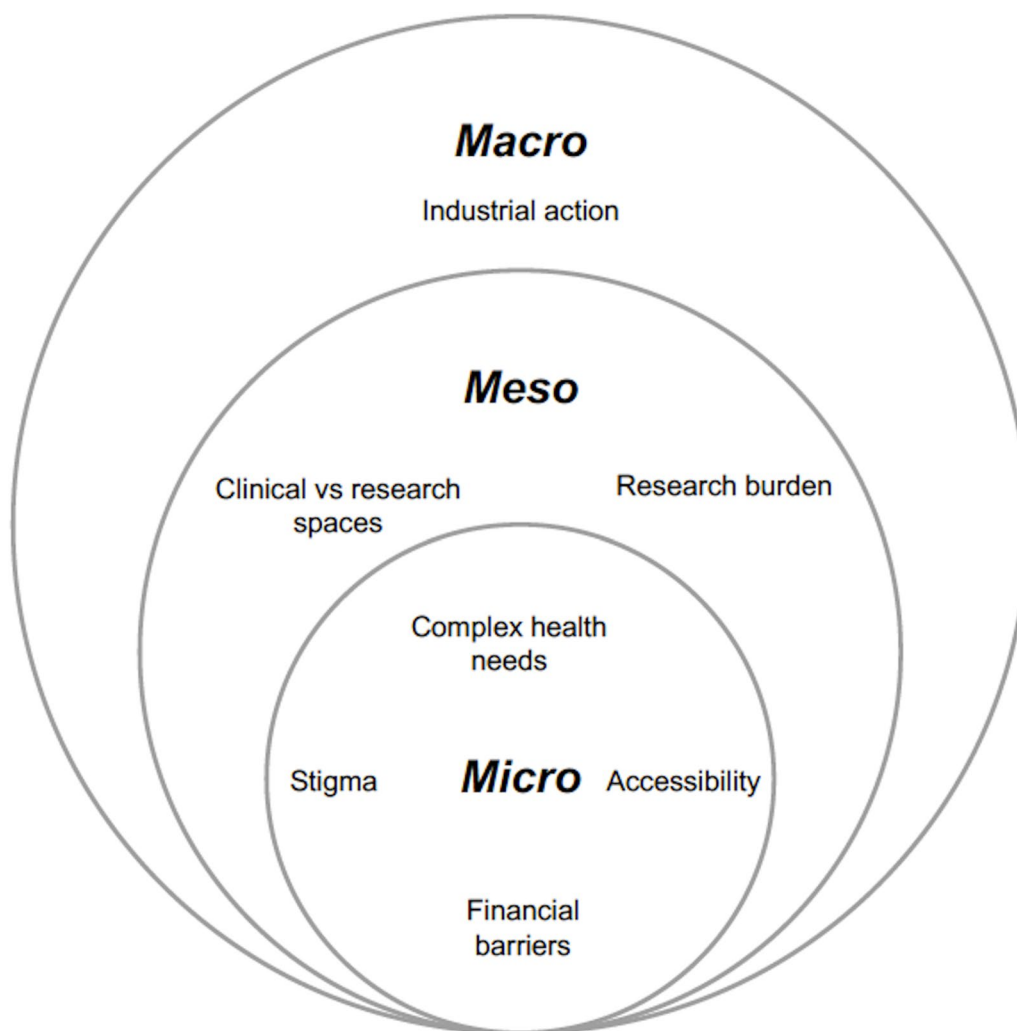 Macro
Industrial action
Meso
Clinical vs research
spaces
Research burden
Complex health
needs
Stigma
Micro
Accessibility
Financial
barriers